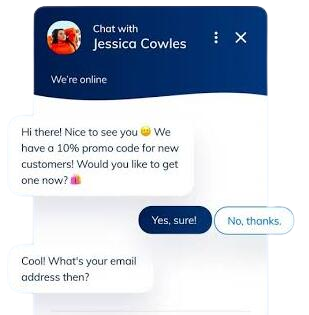 Chat with
Jessica Cowles
We're online
Hi there! Nice to see you 😊 We
have a 10% promo code for new
customers! Would you like to get
one now? 🛍️
Yes, sure!
No, thanks.
Cool! What's your email
address then?